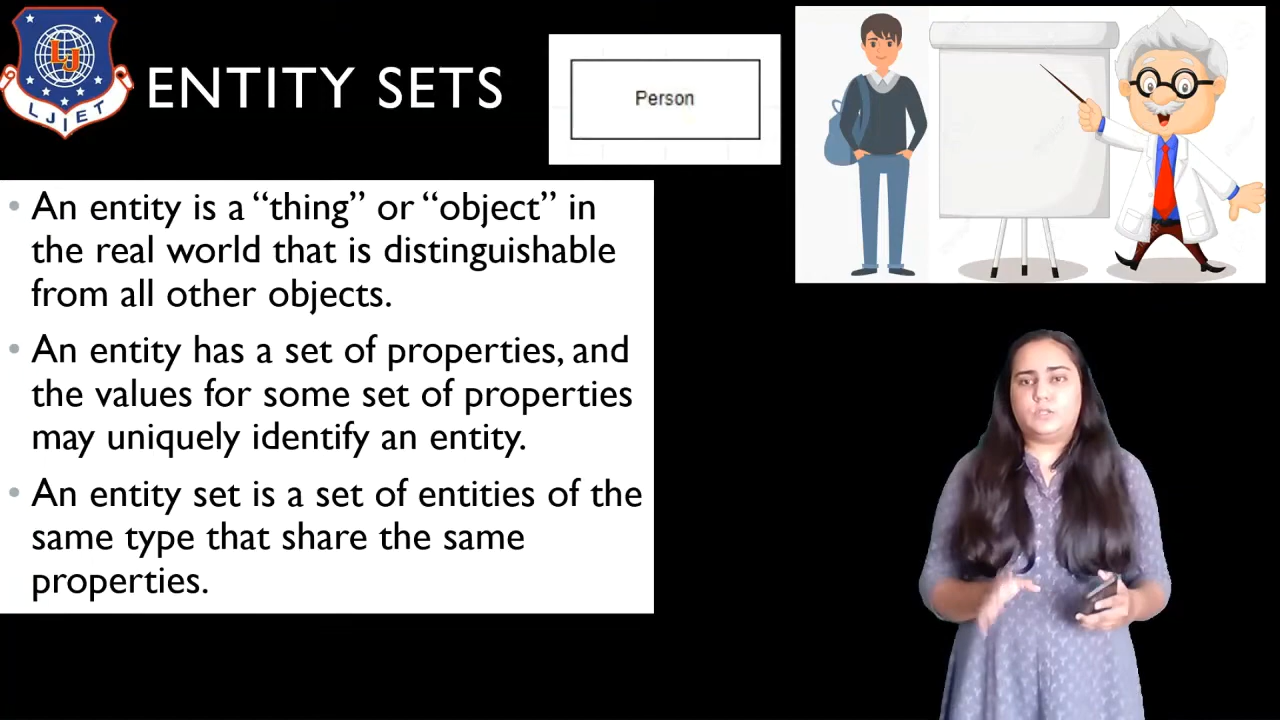 LJ
LJIET
ENTITY SETS
Person
• An entity is a “thing” or “object” in
the real world that is distinguishable
from all other objects.
• An entity has a set of properties, and
the values for some set of properties
may uniquely identify an entity.
• An entity set is a set of entities of the
same type that share the same
properties.